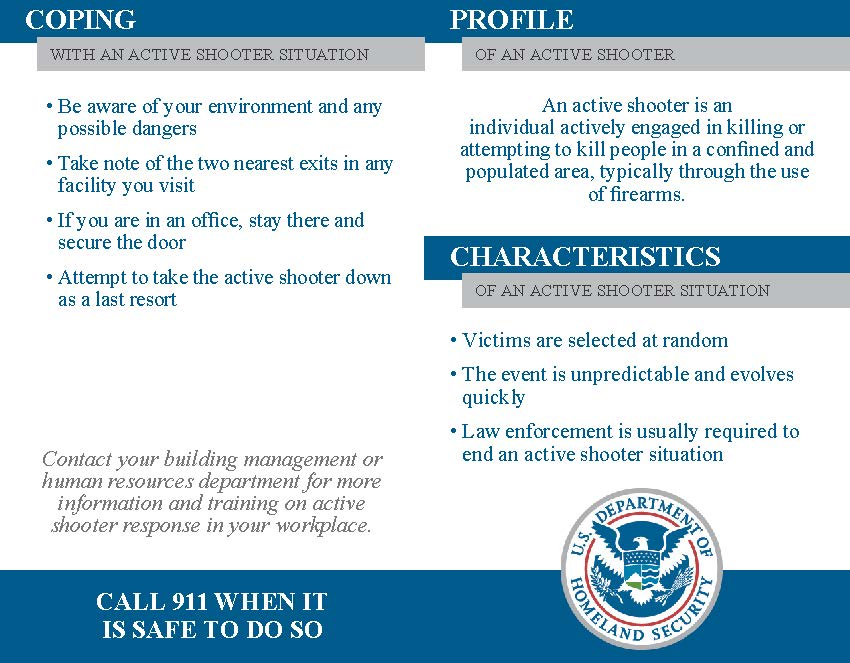 COPING
WITH AN ACTIVE SHOOTER SITUATION
• Be aware of your environment and any
possible dangers
• Take note of the two nearest exits in any
facility you visit
• If you are in an office, stay there and
secure the door
• Attempt to take the active shooter down
as a last resort
Contact your building management or
human resources department for more
information and training on active
shooter response in your workplace.
CALL 911 WHEN IT
IS SAFE TO DO SO
PROFILE
OF AN ACTIVE SHOOTER
An active shooter is an
individual actively engaged in killing or
attempting to kill people in a confined and
populated area, typically through the use
of firearms.
CHARACTERISTICS
OF AN ACTIVE SHOOTER SITUATION
• Victims are selected at random
• The event is unpredictable and evolves
quickly
• Law enforcement is usually required to
end an active shooter situation
U.S. DEPARTMENT OF
HOMELAND SECURITY